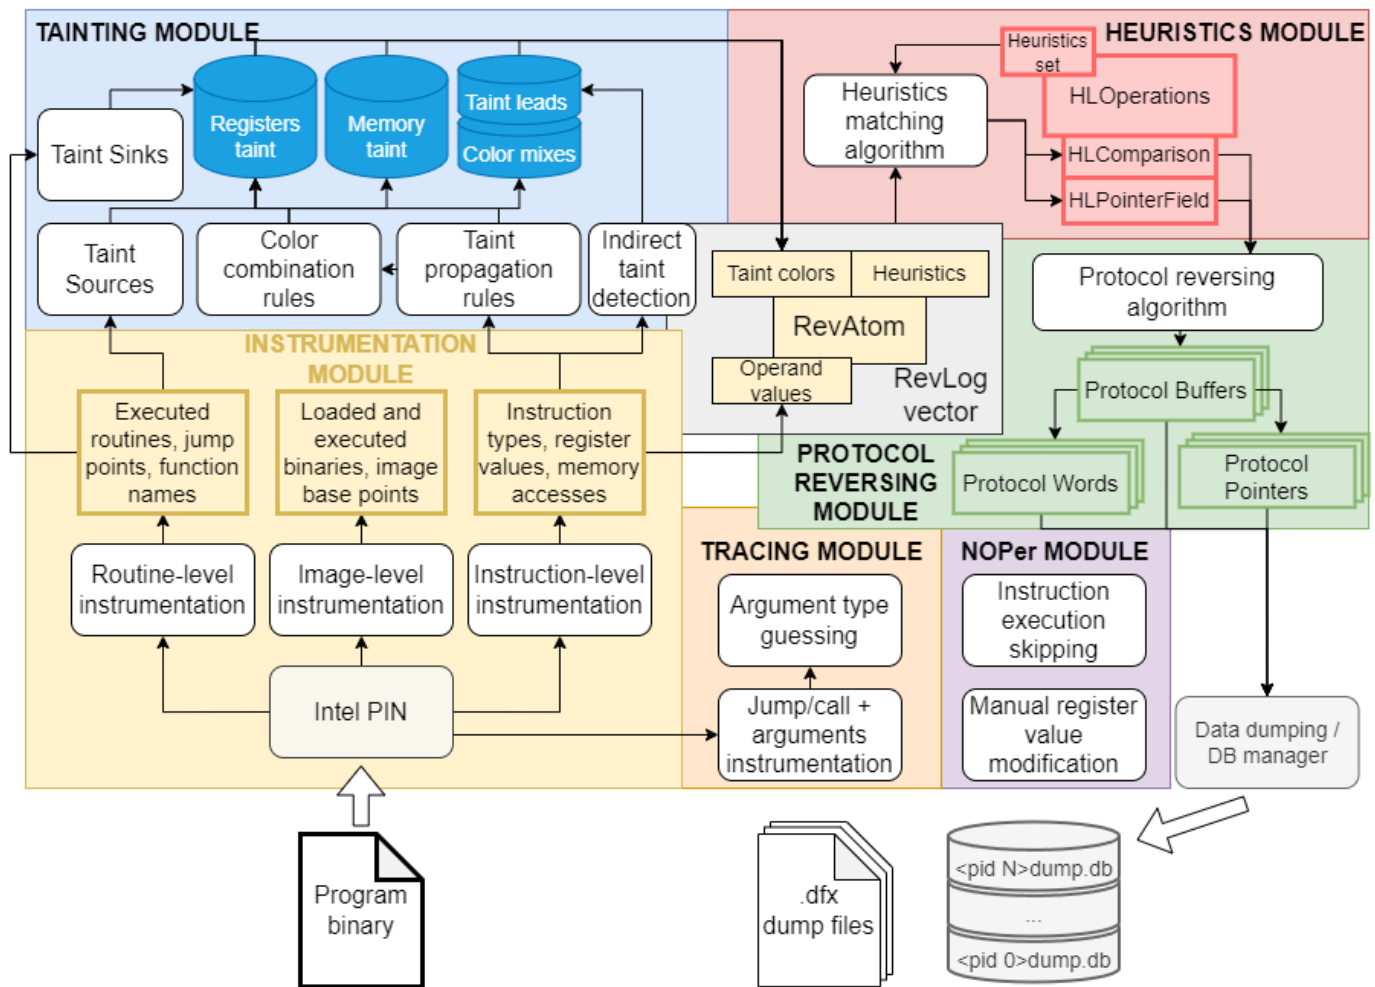 TAINTING MODULE
HEURISTICS MODULE
Heuristics
set
HLOperations
Heuristics
matching
algorithm
HLComparison
HLPointerField
Taint leads
Registers
taint
Memory
taint
Color mixes
Taint Sinks
Taint
Sources
Color
combination
rules
Taint
propagation
rules
Indirect
taint
detection
Taint colors
Heuristics
RevAtom
Operand
values
RevLog
vector
Protocol reversing
algorithm
Protocol Buffers
Protocol Words
Protocol
Pointers
PROTOCOL
REVERSING
MODULE
INSTRUMENTATION
MODULE
Executed
routines, jump
points, function
names
Loaded and
executed
binaries, image
base points
Instruction
types, register
values, memory
accesses
Routine-level
instrumentation
Image-level
instrumentation
Instruction-level
instrumentation
Intel PIN
TRACING MODULE
Argument type
guessing
Jump/call +
arguments
instrumentation
NOPer MODULE
Instruction
execution
skipping
Manual register
value
modification
Data dumping /
DB manager
Program
binary
.dfx
dump files
<pid N>dump.db
...
<pid 0>dump.db